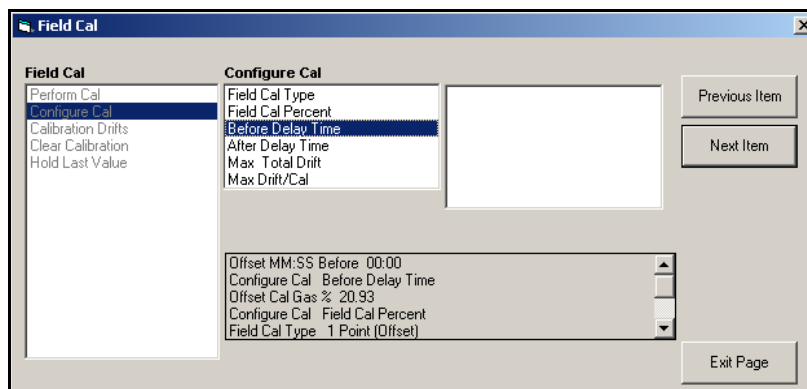 Field Cal
Field Cal
Configure Cal
Perform Cal
Configure Cal
Calibration Drifts
Clear Calibration
Hold Last Value
Field Cal Type
Field Cal Percent
Before Delay Time
After Delay Time
Max Total Drift
Max Drift/Cal
Previous Item
Next Item
Offset MM:SS Before 00:00
Configure Cal Before Delay Time
Offset Cal Gas % 20.93
Configure Cal Field Cal Percent
Field Cal Type 1 Point (Offset)
Exit Page